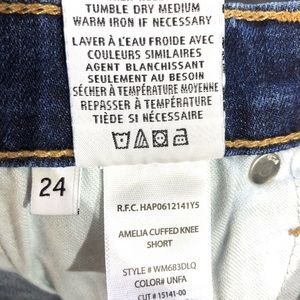 TUMBLE DRY MEDIUM
WARM IRON IF NECESSARY
LAVER À L'EAU FROIDE AVEC
COULEURS SIMILAIRES
AGENT BLANCHISSANT
SEULEMENT AU BESOIN
SÉCHER À TEMPÉRATURE MOYENNE
REPASSER À TEMPÉRATURE
TIÈDE SI NÉCESSAIRE
24
R.F.C. HAP0612141Y5
AMELIA CUFFED KNEE
SHORT
STYLE# WM683DLQ
COLOR# UNFA
CUT # 15141-00